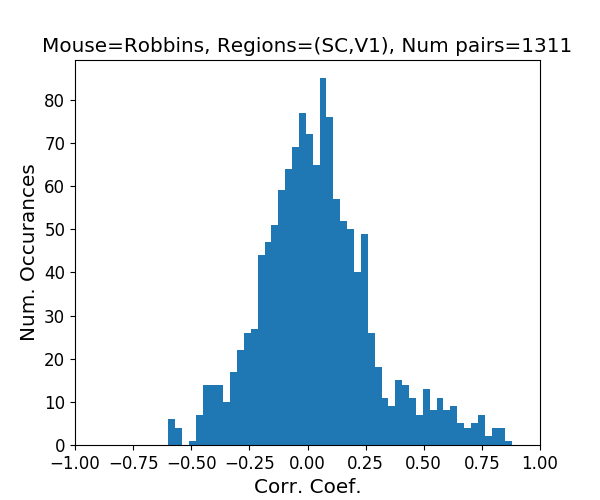 Mouse=Robbins, Regions=(SC,V1), Num pairs=1311
Num. Occurances
80
70
60
50
40
30
20
10
0
−1.00 −0.75 −0.50 −0.25 0.00 0.25 0.50 0.75 1.00
Corr. Coef.